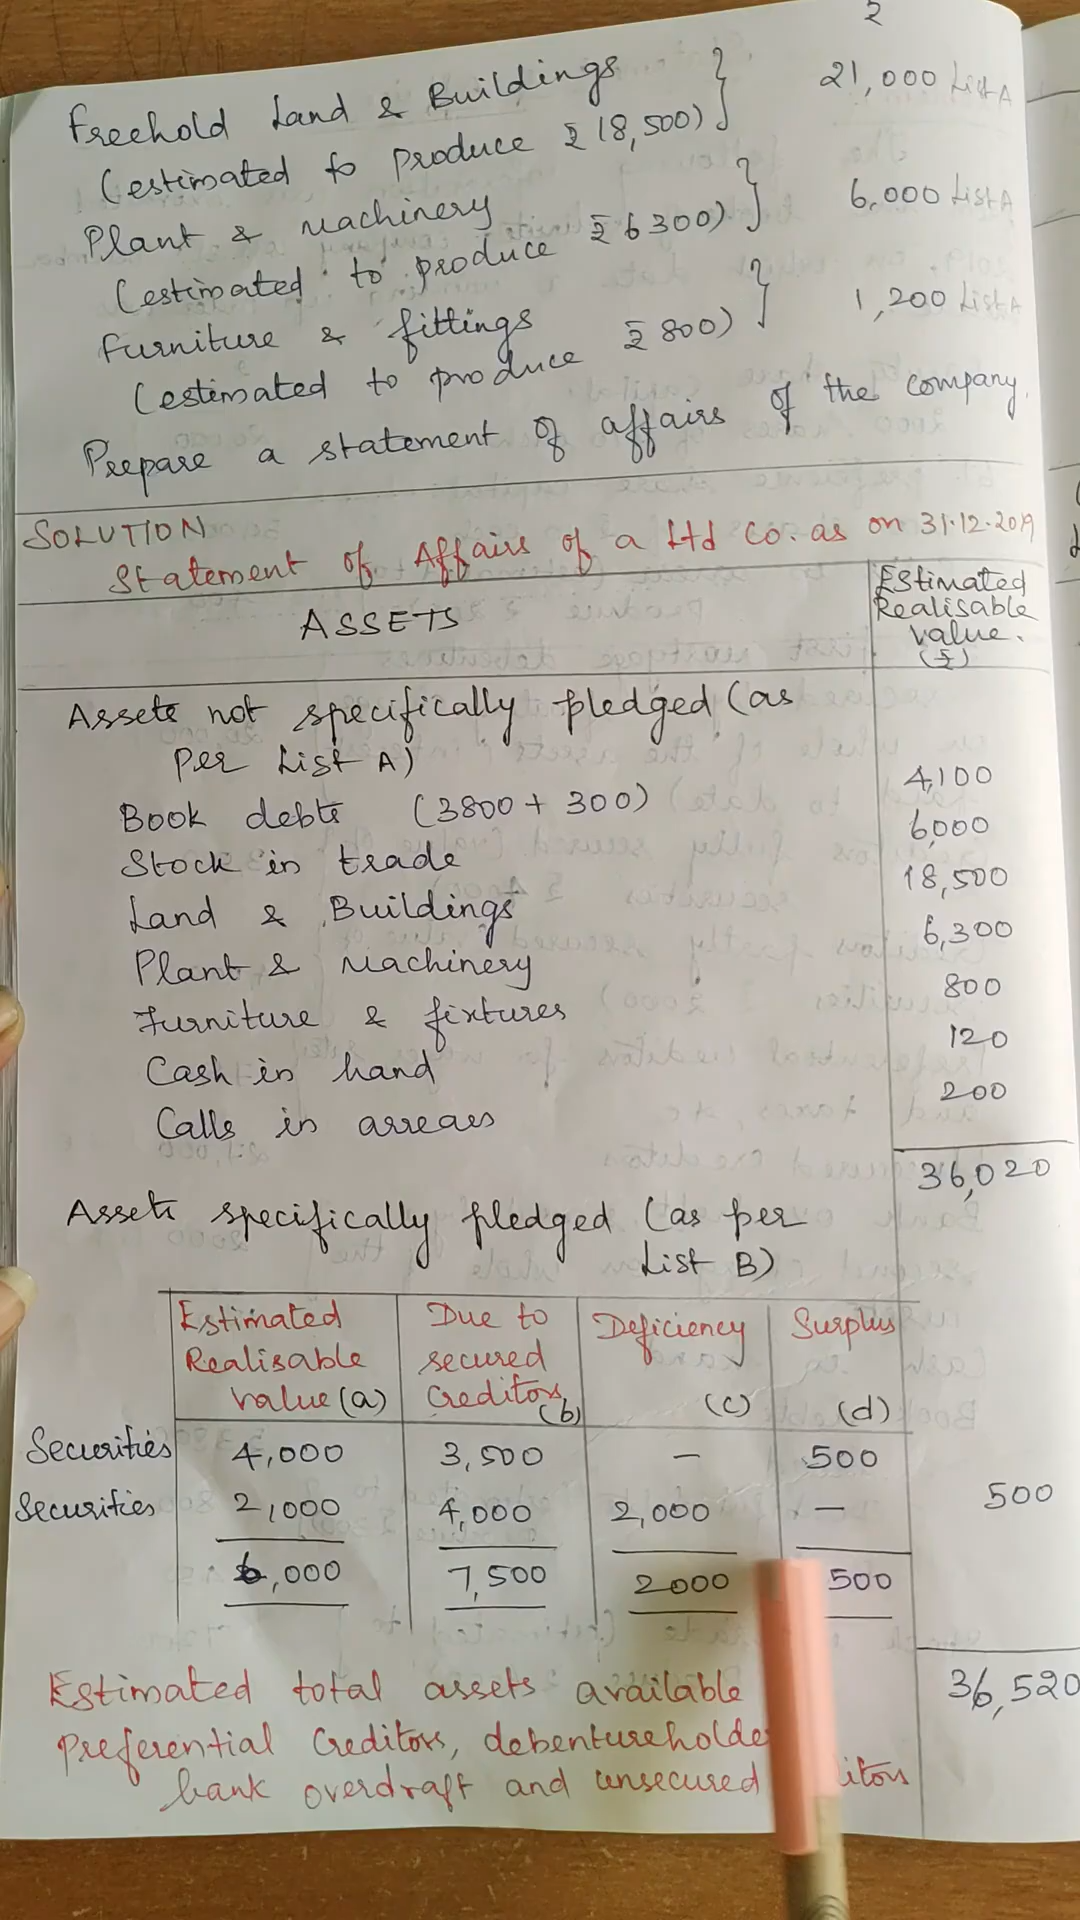 ₹
Freehold Land & Buildings } 21,000 List A
(estimated to produce ₹ 18,500)
Plant & Machinery } 6,000 List A
(estimated to produce ₹ 6300)
Furniture & fittings } 1,200 List A
(estimated to produce ₹ 800)
Prepare a statement of affairs of the company.
SOLUTION
Statement of Affairs of a Ltd Co. as on 31.12.2019
ASSETS
Estimated
Realisable
value.
(₹)
Assets not specifically pledged (as
Per List A)
Book debts (3800 + 300) 4,100
Stock in trade 6,000
Land & Buildings 18,500
Plant & Machinery 6,300
Furniture & fixtures 800
Cash in hand 120
Calls in arrears 200
36,020
Assets specifically pledged (as per
List B)
Estimated Realisable value (a) Due to secured Creditors (b) Deficiency (c) Surplus (d)
Securities 4,000 3,500 – 500
Securities 2,000 4,000 2,000 – 500
6,000 7,500 2000 500
Estimated total assets available 36,520
Preferential Creditors,
bank overdraft and unsecured